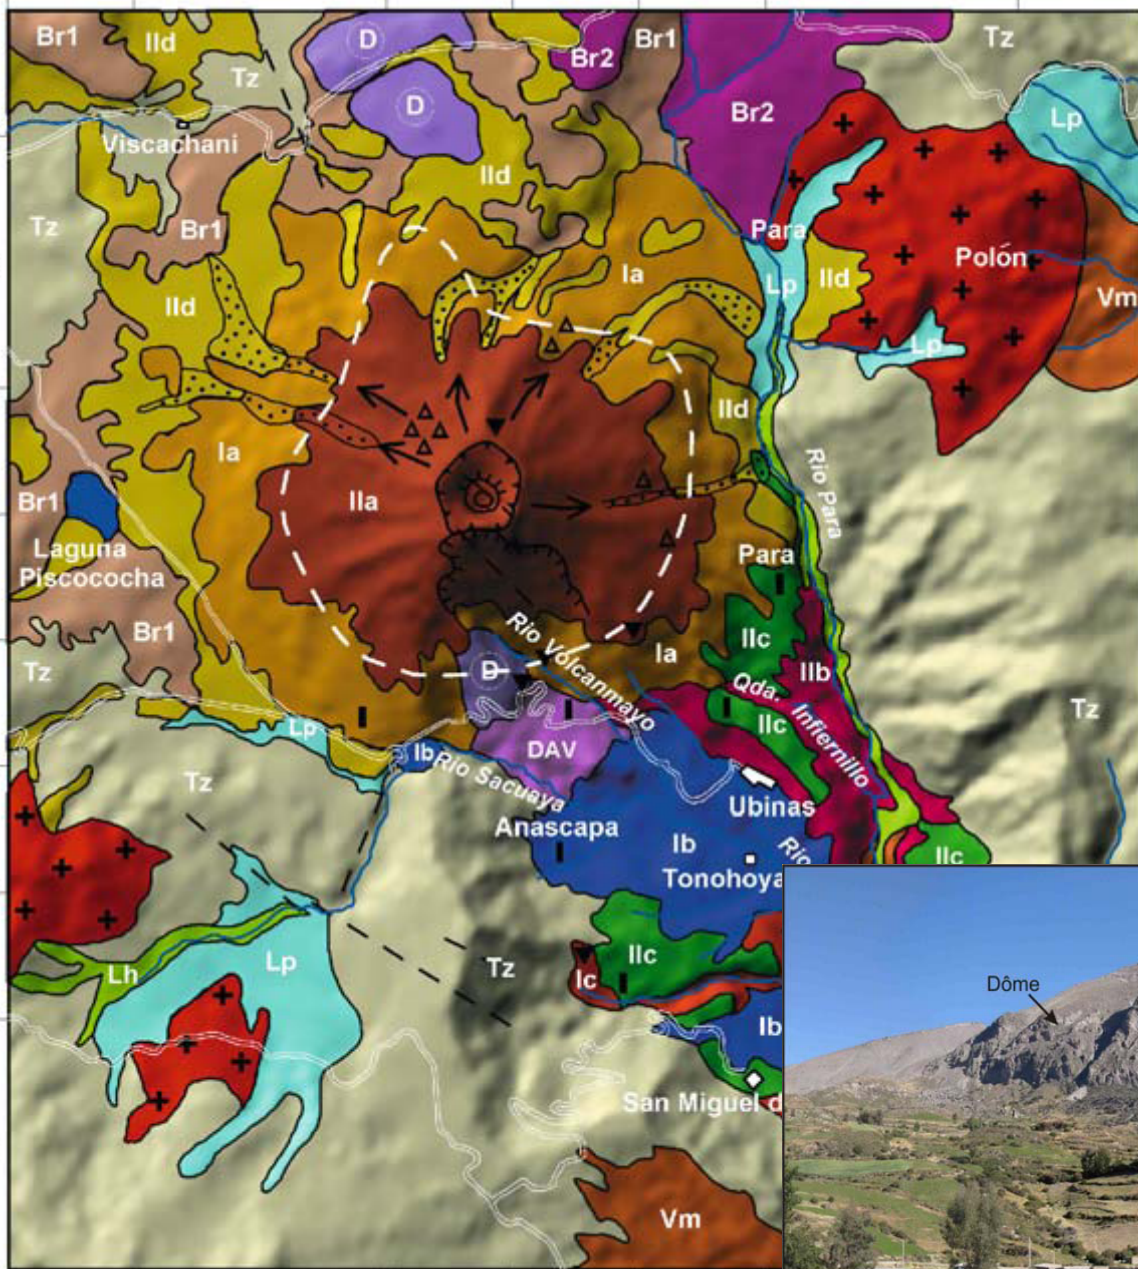 Br1
IId
D
Br2
Br1
Tz
Tz
D
Br2
Lp
Viscachani
IId
Tz
Br1
Para
Polón
Ia
Lp
IId
Vm
IId
Lp
IId
Ia
IIa
Rio Para
Br1
Laguna
Piscococha
Para
Br1
Rio Volcanmayo
IIc
Tz
D
Ia
IIb
Qda. Infiernillo
IIc
Tz
Lp
Ib
DAV
Tz
Rio Sacuaya
Ubinas
Anascapa
Ib
Rio
Tonohoya
IIc
Lh
Lp
Tz
Ic
IIc
Dôme
Ib
San Miguel d
Vm